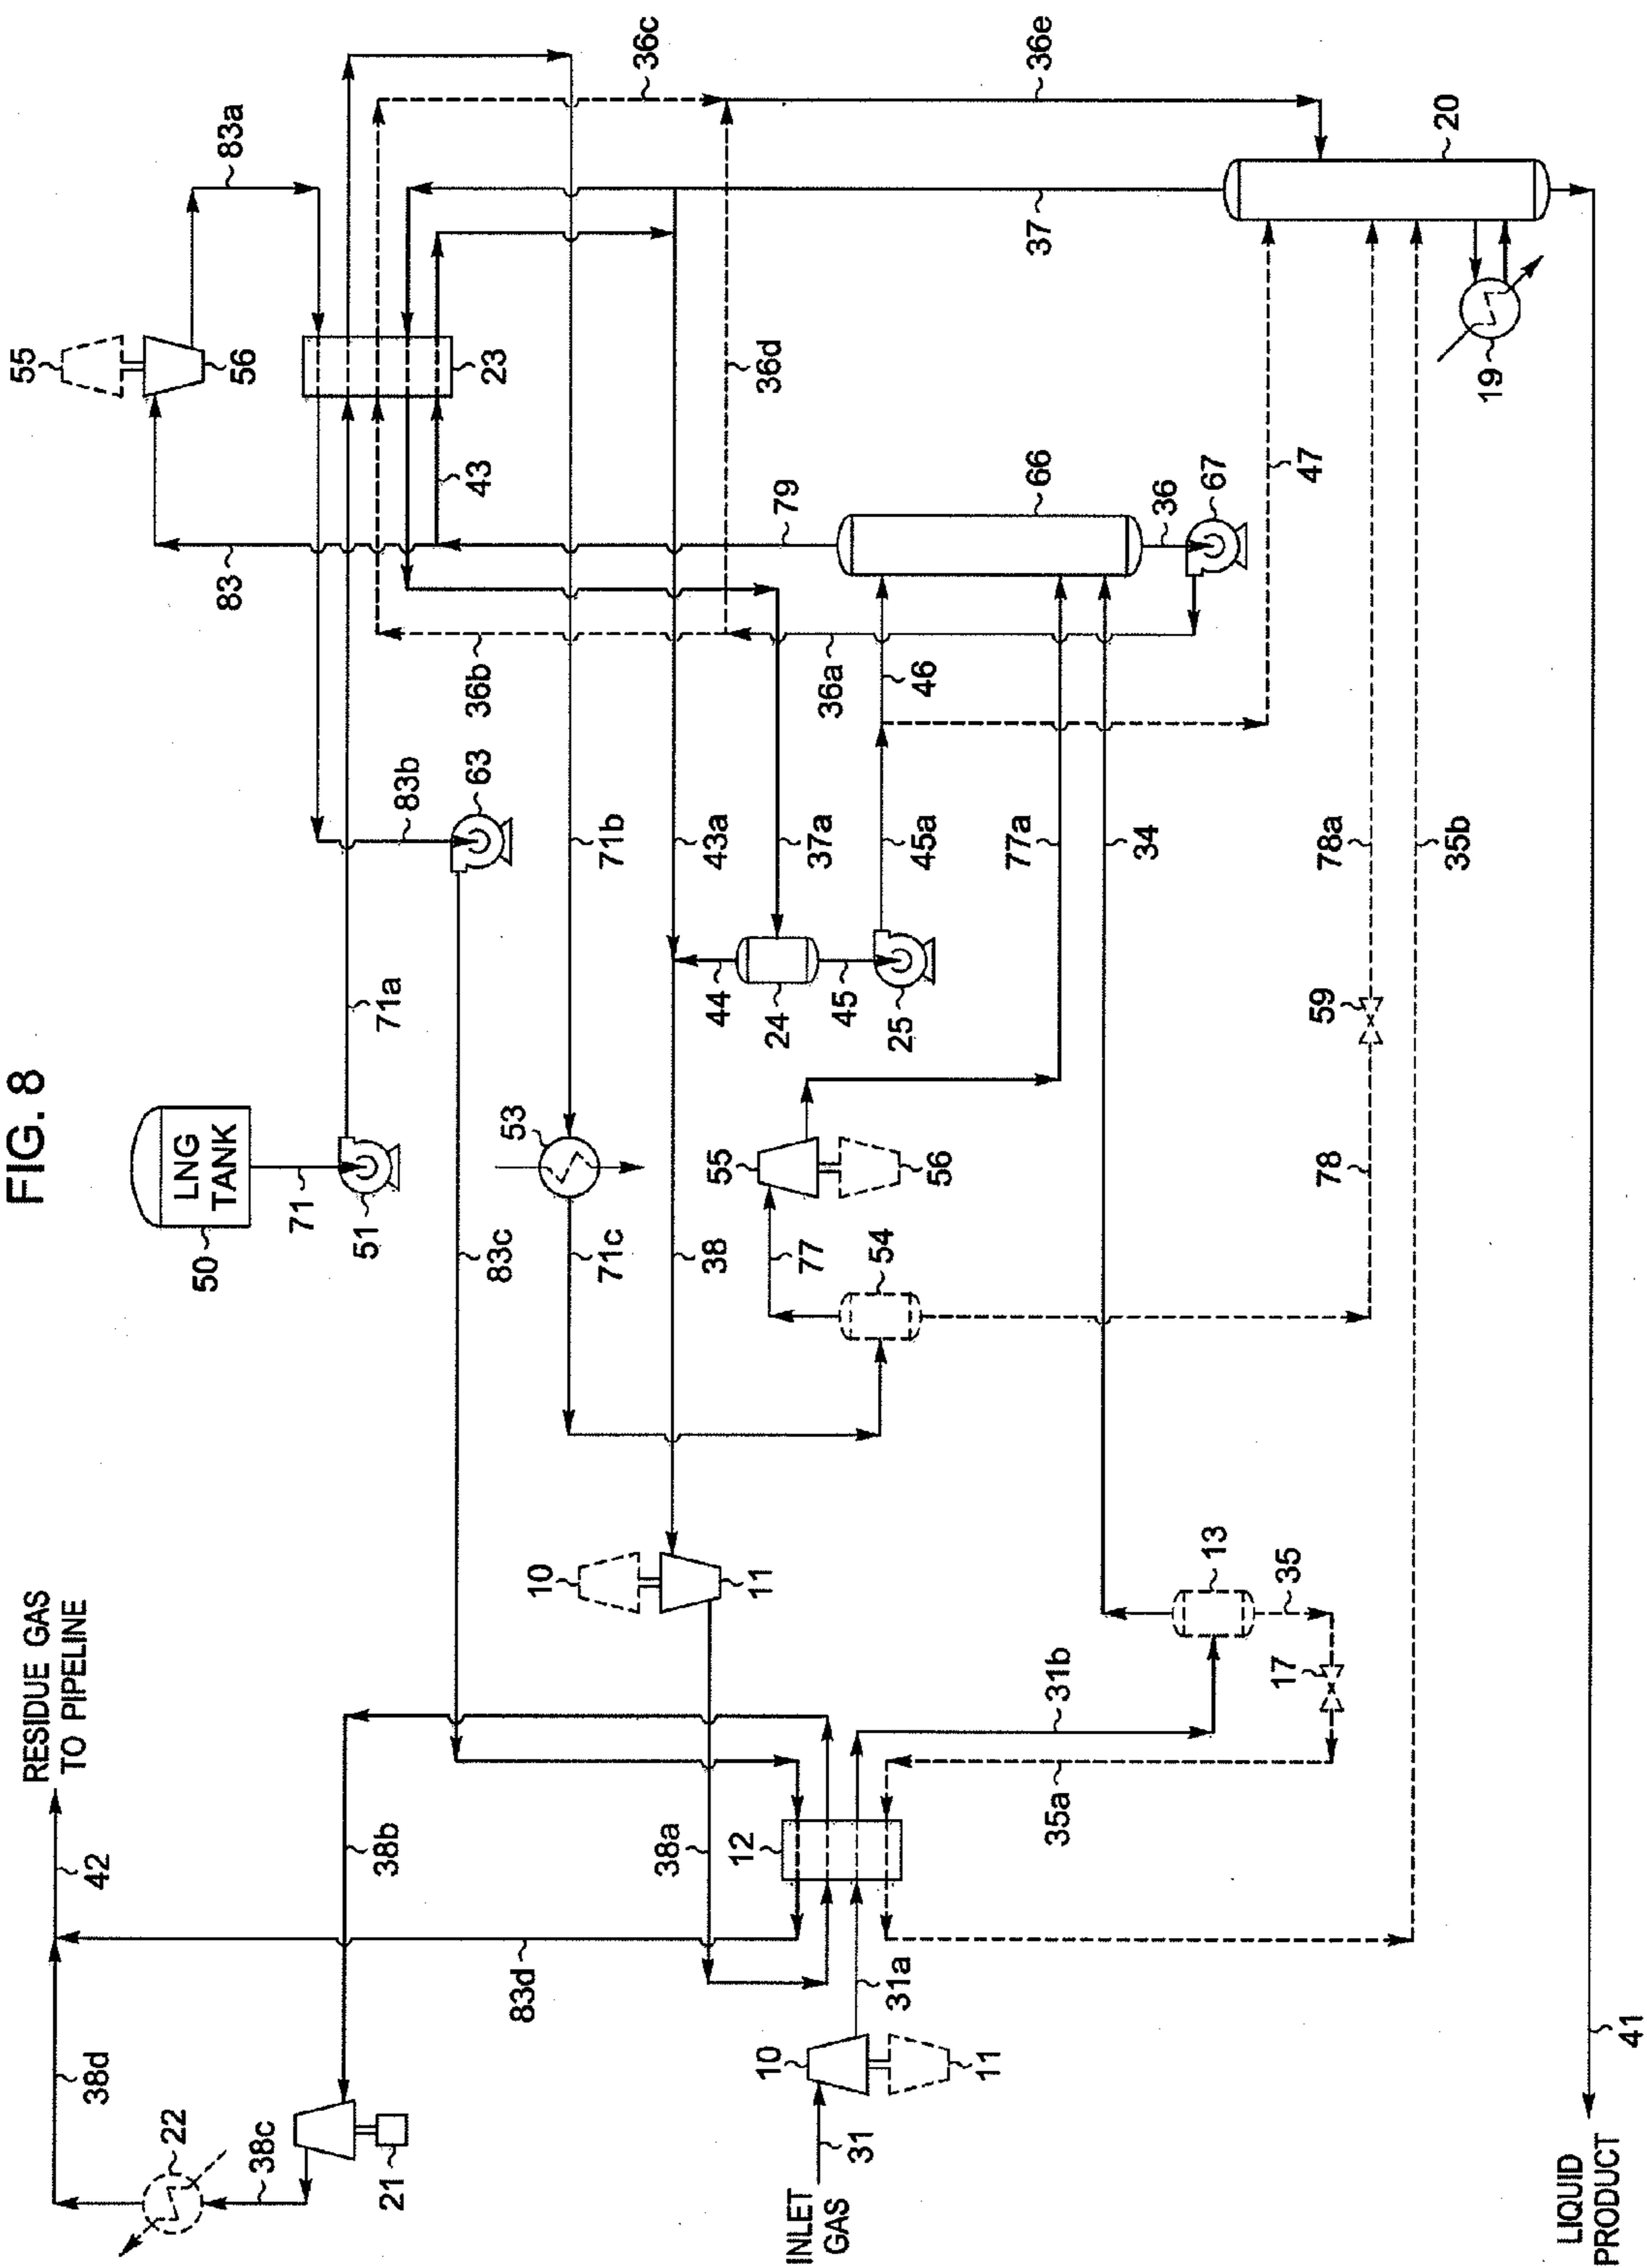 FIG. 8
RESIDUE GAS
TO PIPELINE
42
38d
22
38c
21
38b
83d
83c
38a
12
31a
10
11
31
INLET
GAS
10
11
31b
35a
17
35
13
LNG
TANK
50
71
51
71a
53
71c
38
77
54
55
56
78
59
78a
35b
34
77a
44
24
45
25
45a
37a
43a
71b
83b
63
36b
36a
46
47
83
43
79
66
36
67
36d
23
55
56
83a
36c
36e
37
20
19
41
LIQUID
PRODUCT